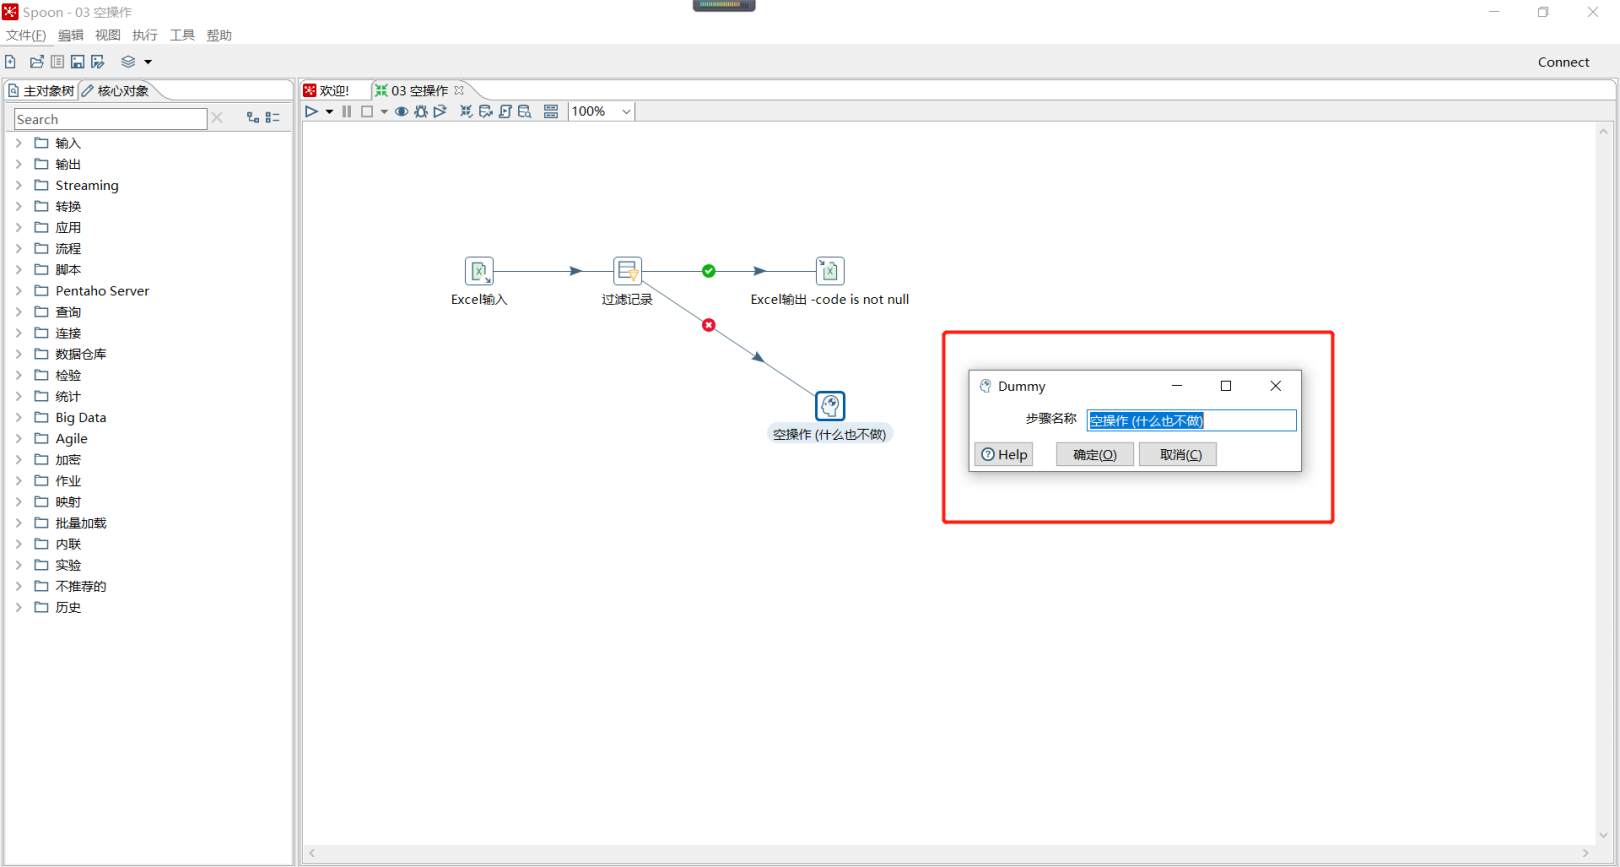 Spoon - 03 空操作
文件(F) 编辑 视图 执行 工具 帮助
Connect
主对象树 核心对象
欢迎! 03 空操作
Search
100%
输入
输出
Streaming
转换
应用
流程
脚本
Pentaho Server
查询
连接
数据仓库
检验
统计
Big Data
Agile
加密
作业
映射
批量加载
内联
实验
不推荐的
历史
Excel输入
过滤记录
Excel输出 -code is not null
空操作 (什么也不做)
Dummy
步骤名称 空操作 (什么也不做)
Help 确定(O) 取消(C)